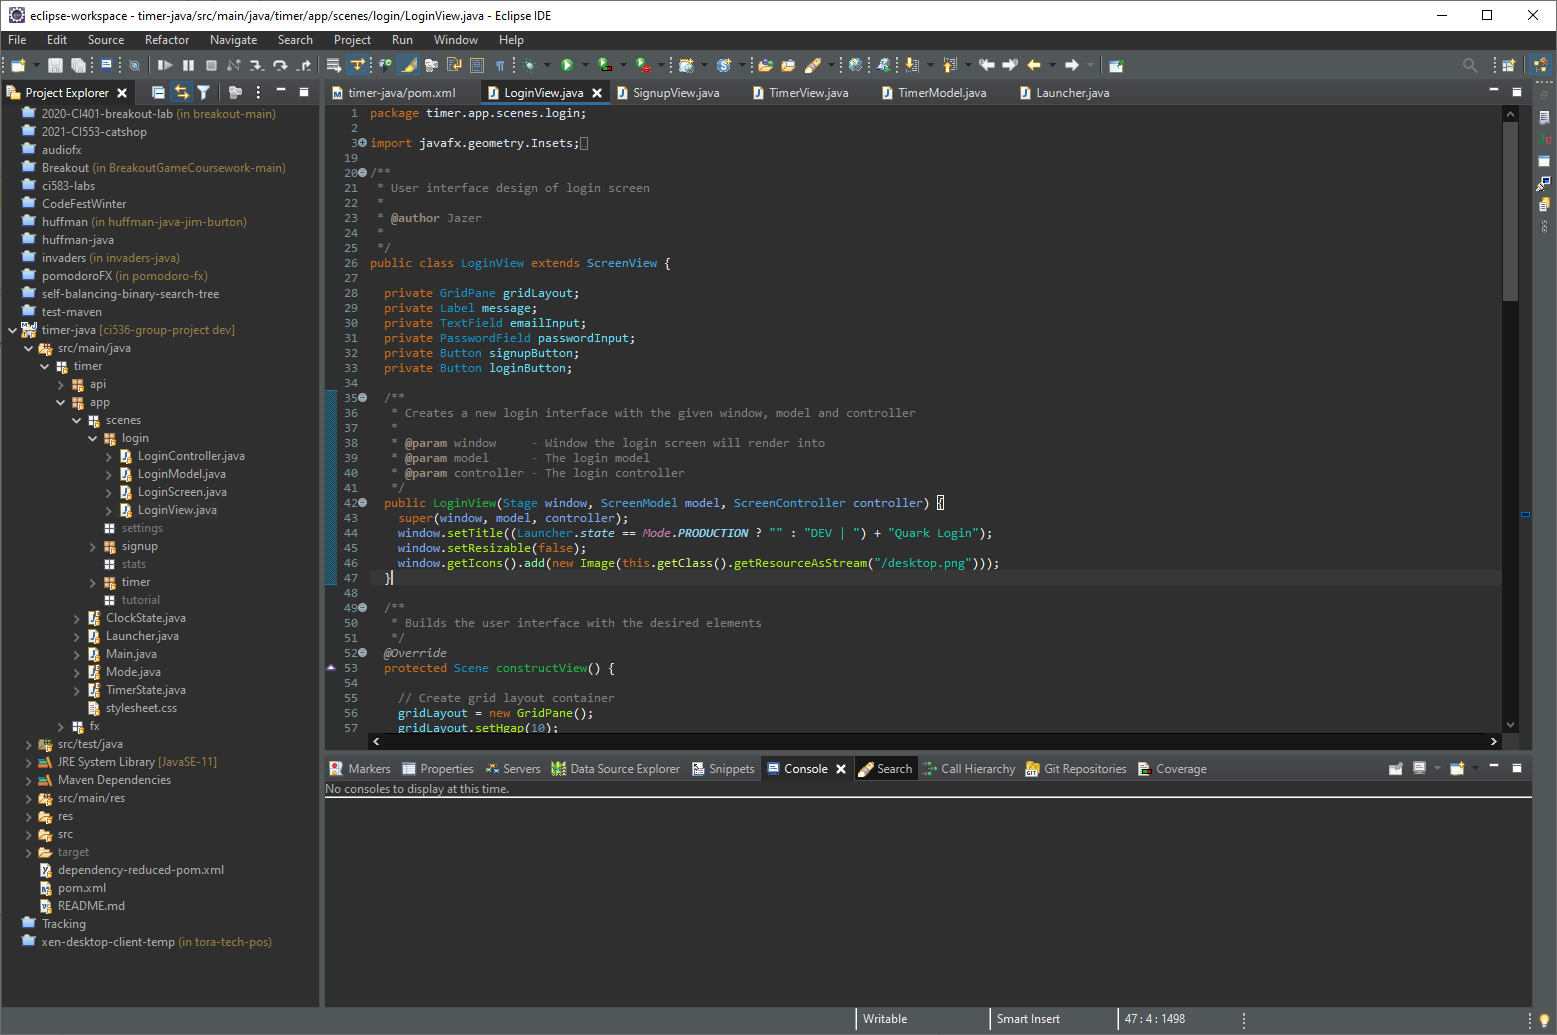 eclipse-workspace - timer-java/src/main/java/timer/app/scenes/login/LoginView.java - Eclipse IDE
File Edit Source Refactor Navigate Search Project Run Window Help
Project Explorer
2020-CI401-breakout-lab (in breakout-main)
2021-CI553-catshop
audiofx
Breakout (in BreakoutGameCoursework-main)
ci583-labs
CodeFestWinter
huffman (in huffman-java-jim-burton)
huffman-java
invaders (in invaders-java)
pomodoroFX (in pomodoro-fx)
self-balancing-binary-search-tree
test-maven
timer-java [ci536-group-project dev]
src/main/java
timer
api
app
scenes
login
LoginController.java
LoginModel.java
LoginScreen.java
LoginView.java
settings
signup
stats
timer
tutorial
ClockState.java
Launcher.java
Main.java
Mode.java
TimerState.java
stylesheet.css
fx
src/test/java
JRE System Library [JavaSE-11]
Maven Dependencies
src/main/res
res
src
target
dependency-reduced-pom.xml
pom.xml
README.md
Tracking
xen-desktop-client-temp (in tora-tech-pos)
timer-java/pom.xml LoginView.java SignupView.java TimerView.java TimerModel.java Launcher.java
1 package timer.app.scenes.login;
2
3 import javafx.geometry.Insets;
19
20 /**
21 * User interface design of login screen
22 *
23 * @author Jazer
24 *
25 */
26 public class LoginView extends ScreenView {
27
28 private GridPane gridLayout;
29 private Label message;
30 private TextField emailInput;
31 private PasswordField passwordInput;
32 private Button signupButton;
33 private Button loginButton;
34
35 /**
36 * Creates a new login interface with the given window, model and controller
37 *
38 * @param window - Window the login screen will render into
39 * @param model - The login model
40 * @param controller - The login controller
41 */
42 public LoginView(Stage window, ScreenModel model, ScreenController controller) {
43 super(window, model, controller);
44 window.setTitle((Launcher.state == Mode.PRODUCTION ? "" : "DEV | ") + "Quark Login");
45 window.setResizable(false);
46 window.getIcons().add(new Image(this.getClass().getResourceAsStream("/desktop.png")));
47 }
48
49 /**
50 * Builds the user interface with the desired elements
51 */
52 @Override
53 protected Scene constructView() {
54
55 // Create grid layout container
56 gridLayout = new GridPane();
57 gridLayout.setHgap(10);
Markers Properties Servers Data Source Explorer Snippets Console Search Call Hierarchy Git Repositories Coverage
No consoles to display at this time.
Writable Smart Insert 47 : 4 : 1498